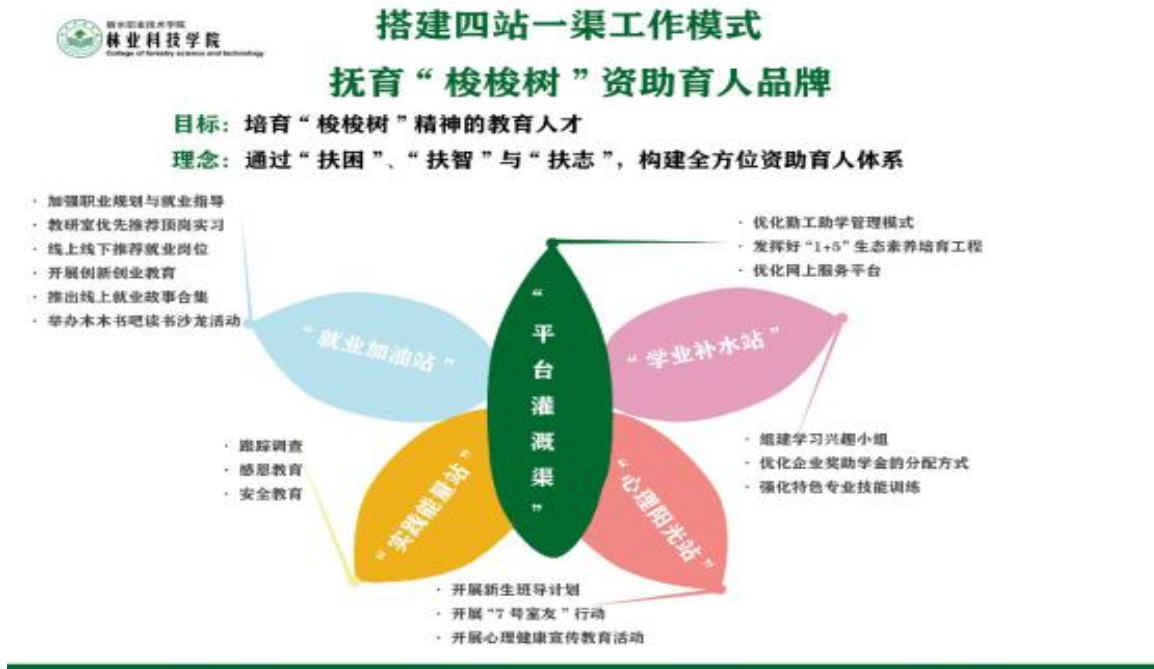 丽水职业技术学院
林业科技学院
College of forestry science and technology
搭建四站一渠工作模式
抚育“梭梭树”资助育人品牌
目标：培育“梭梭树”精神的教育人才
理念：通过“扶困”、“扶智”与“扶志”，构建全方位资助育人体系
· 加强职业规划与就业指导
· 教研室优先推荐顶岗实习
· 线上线下推荐就业岗位
· 开展创新创业教育
· 推出线上就业故事合集
· 举办木木书吧读书沙龙活动
· 优化勤工助学管理模式
· 发挥好“1+5”生态素养培育工程
· 优化网上服务平台
“就业加油站”
“平台灌溉渠”
“学业补水站”
· 跟踪调查
· 感恩教育
· 安全教育
“实践能量站”
“心理阳光站”
· 组建学习兴趣小组
· 优化企业奖助学金的分配方式
· 强化特色专业技能训练
· 开展新生班导计划
· 开展“7号室友”行动
· 开展心理健康宣传教育活动